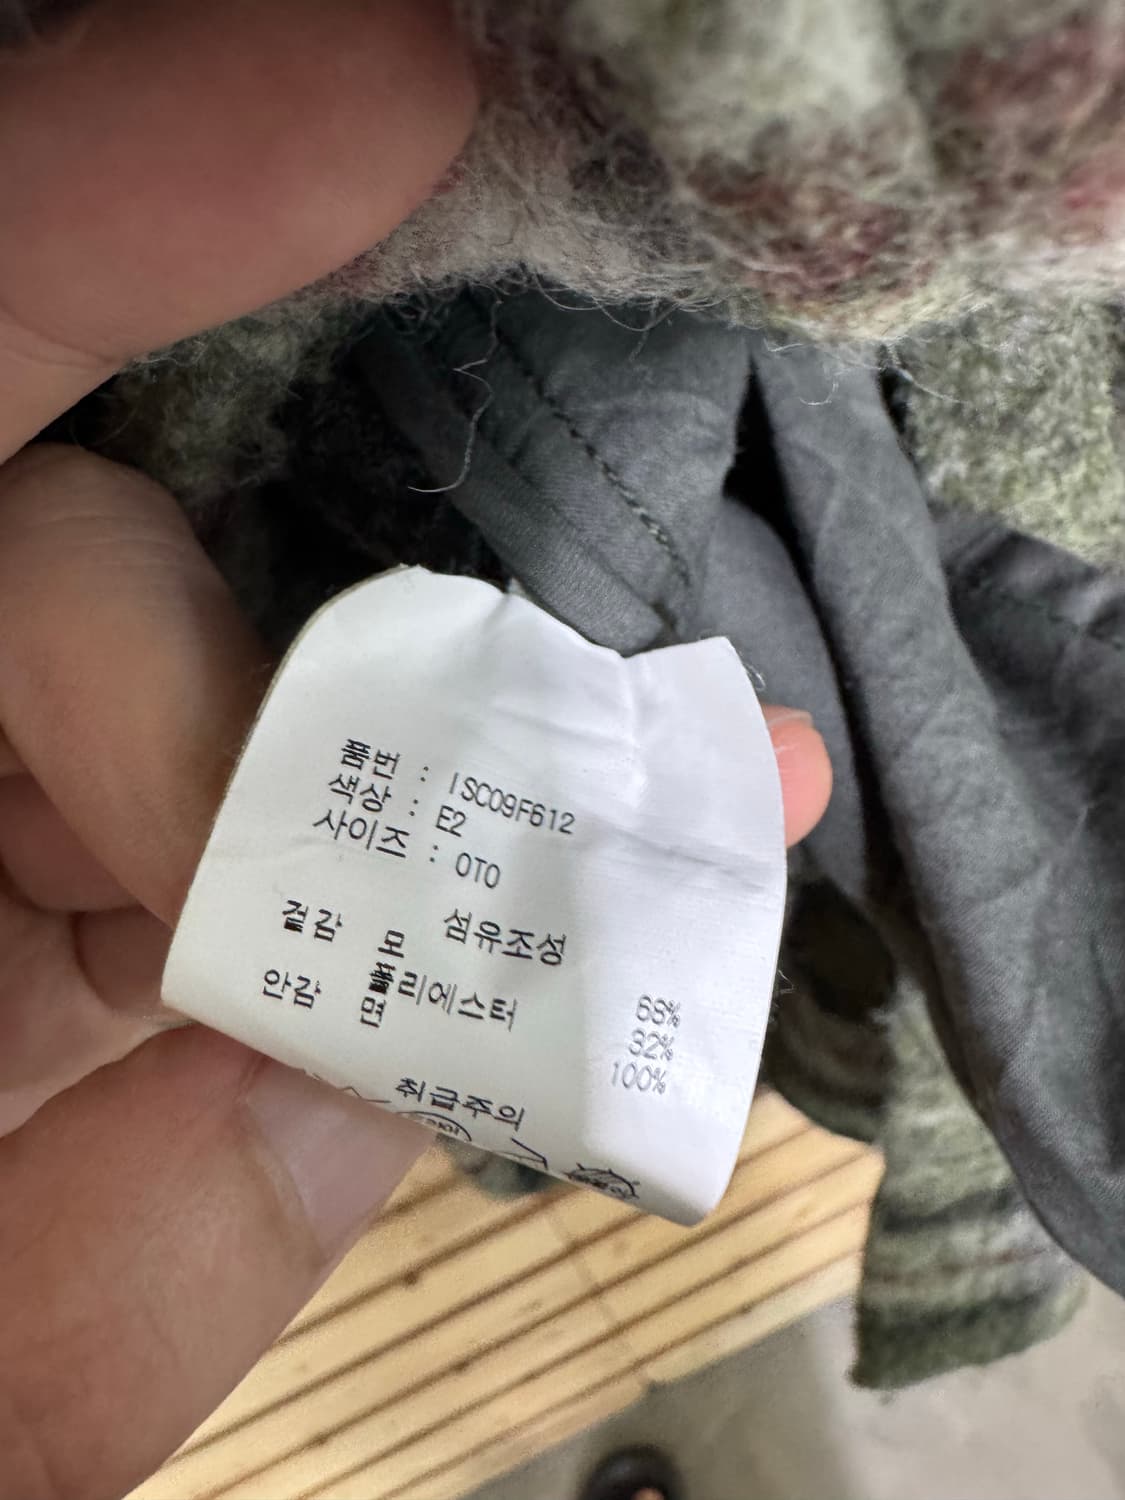 품번 : ISC09F612
색상 : E2
사이즈 : OTO
섬유조성
겉감 모 68%
폴리에스터 32%
안감 면 100%
취급주의